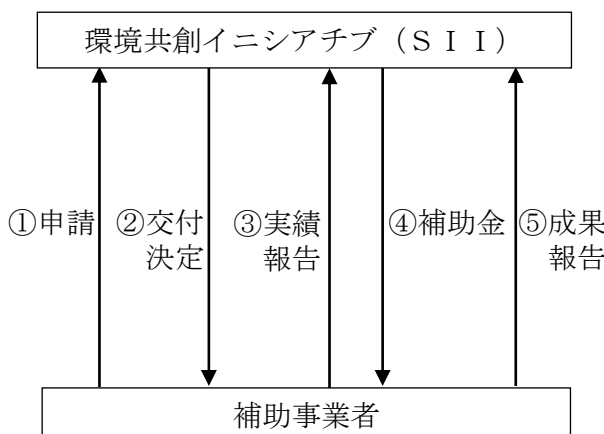 環境共創イニシアチブ（ＳＩＩ）
①申請
②交付
決定
③実績
報告
④補助金
⑤成果
報告
補助事業者